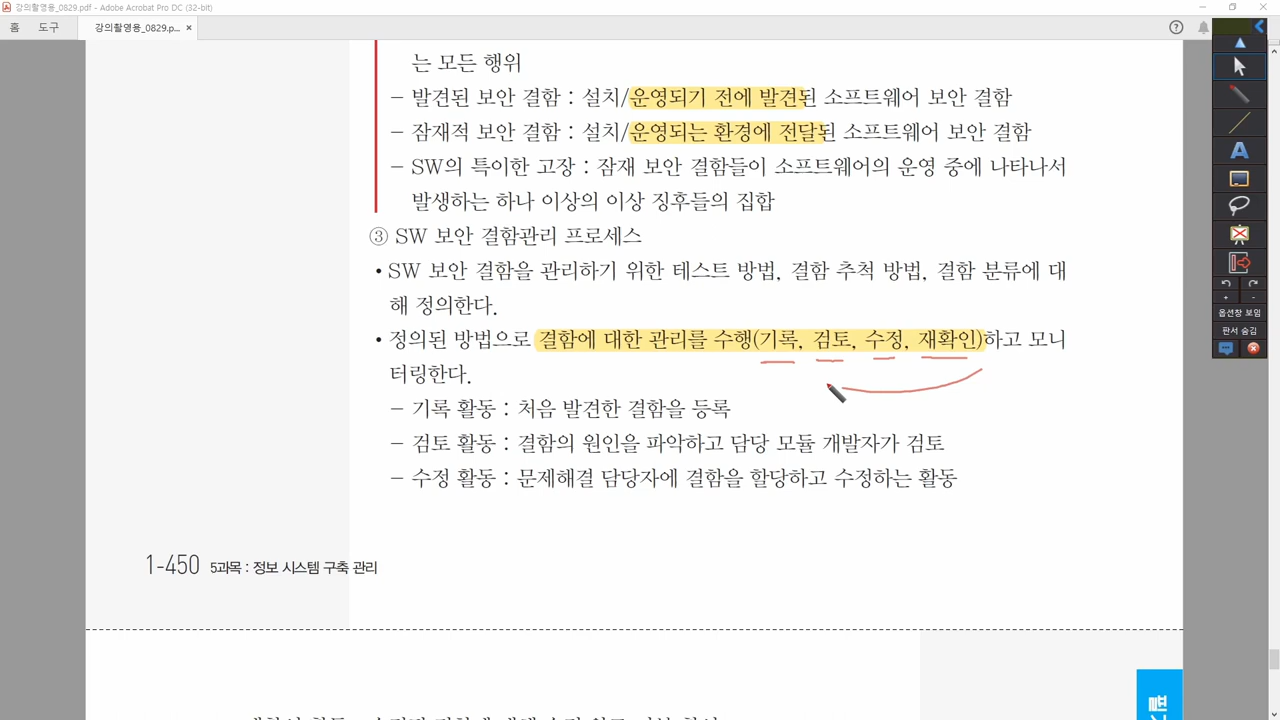 강의촬영용_0829.pdf - Adobe Acrobat Pro DC (32-bit)
홈 도구 강의촬영용_0829.p... ×
는 모든 행위
– 발견된 보안 결함 : 설치/운영되기 전에 발견된 소프트웨어 보안 결함
– 잠재적 보안 결함 : 설치/운영되는 환경에 전달된 소프트웨어 보안 결함
– SW의 특이한 고장 : 잠재 보안 결함들이 소프트웨어의 운영 중에 나타나서
발생하는 하나 이상의 이상 징후들의 집합
③ SW 보안 결함관리 프로세스
• SW 보안 결함을 관리하기 위한 테스트 방법, 결함 추적 방법, 결함 분류에 대
해 정의한다.
• 정의된 방법으로 결함에 대한 관리를 수행(기록, 검토, 수정, 재확인)하고 모니
터링한다.
– 기록 활동 : 처음 발견한 결함을 등록
– 검토 활동 : 결함의 원인을 파악하고 담당 모듈 개발자가 검토
– 수정 활동 : 문제해결 담당자에 결함을 할당하고 수정하는 활동
1-450 5과목 : 정보 시스템 구축 관리
옵션창 보임
판서 숨김